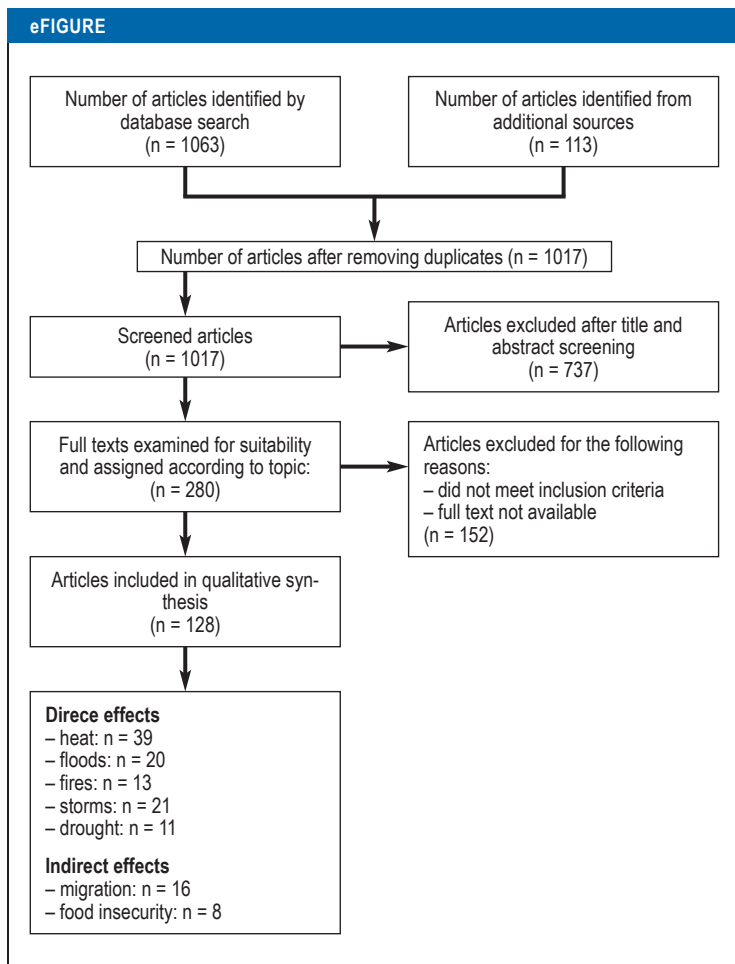 eFIGURE
Number of articles identified by
database search
(n = 1063)
Number of articles identified from
additional sources
(n = 113)
Number of articles after removing duplicates (n = 1017)
Screened articles
(n = 1017)
Articles excluded after title and
abstract screening
(n = 737)
Full texts examined for suitability
and assigned according to topic:
(n = 280)
Articles excluded for the following
reasons:
– did not meet inclusion criteria
– full text not available
(n = 152)
Articles included in qualitative syn-
thesis
(n = 128)
Direce effects
– heat: n = 39
– floods: n = 20
– fires: n = 13
– storms: n = 21
– drought: n = 11
Indirect effects
– migration: n = 16
– food insecurity: n = 8